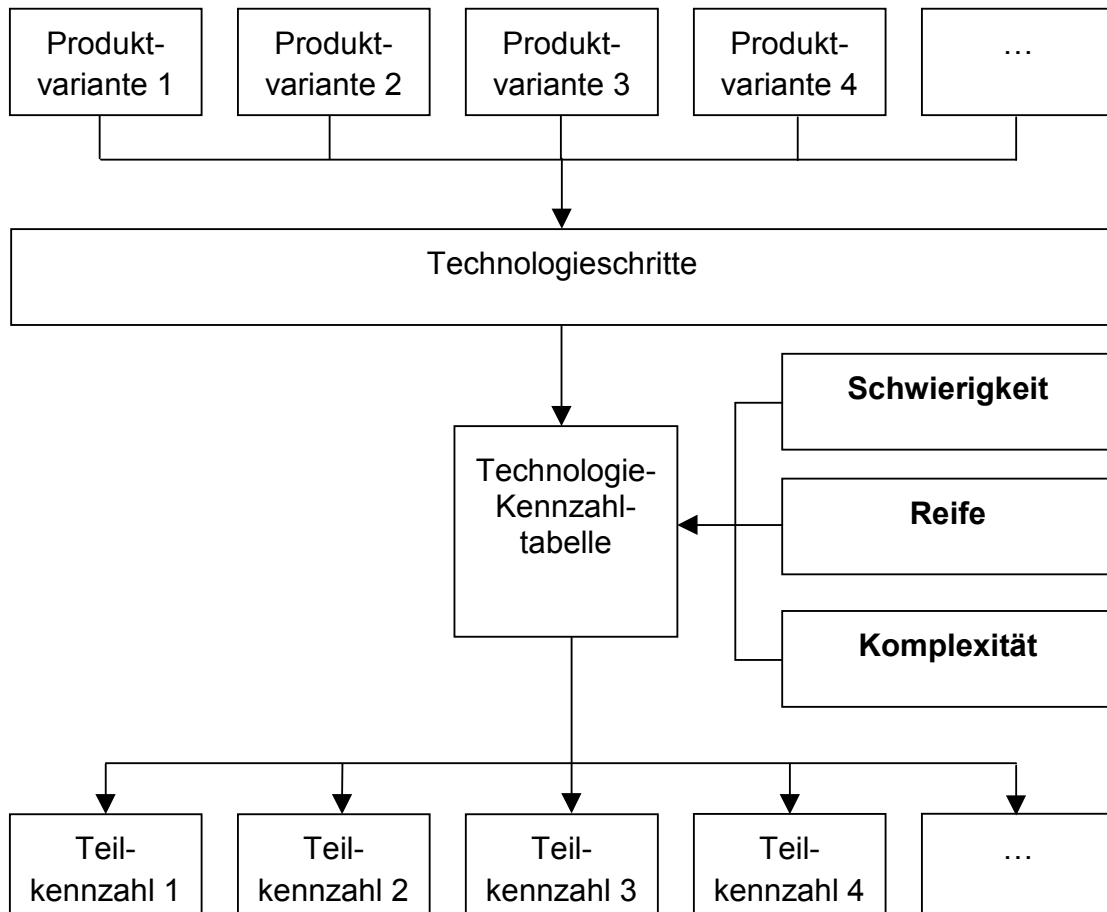 Produkt-
variante 1
Produkt-
variante 2
Produkt-
variante 3
Produkt-
variante 4
…
Technologieschritte
Schwierigkeit
Technologie-
Kennzahl-
tabelle
Reife
Komplexität
Teil-
kennzahl 1
Teil-
kennzahl 2
Teil-
kennzahl 3
Teil-
kennzahl 4
…